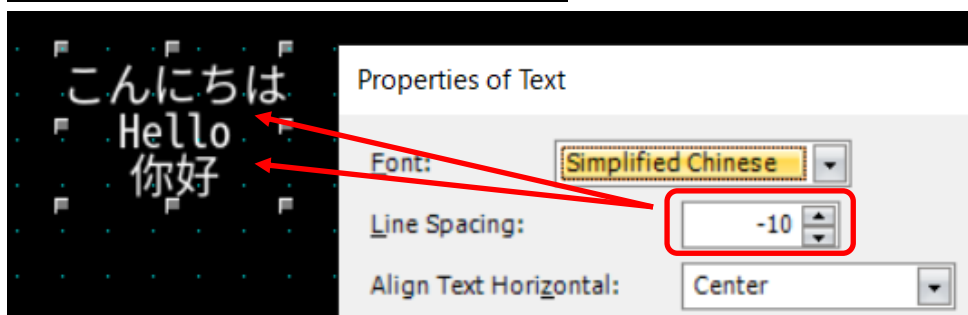 こんにちは
Hello
你好
Properties of Text
Font: Simplified Chinese
Line Spacing: -10
Align Text Horizontal: Center